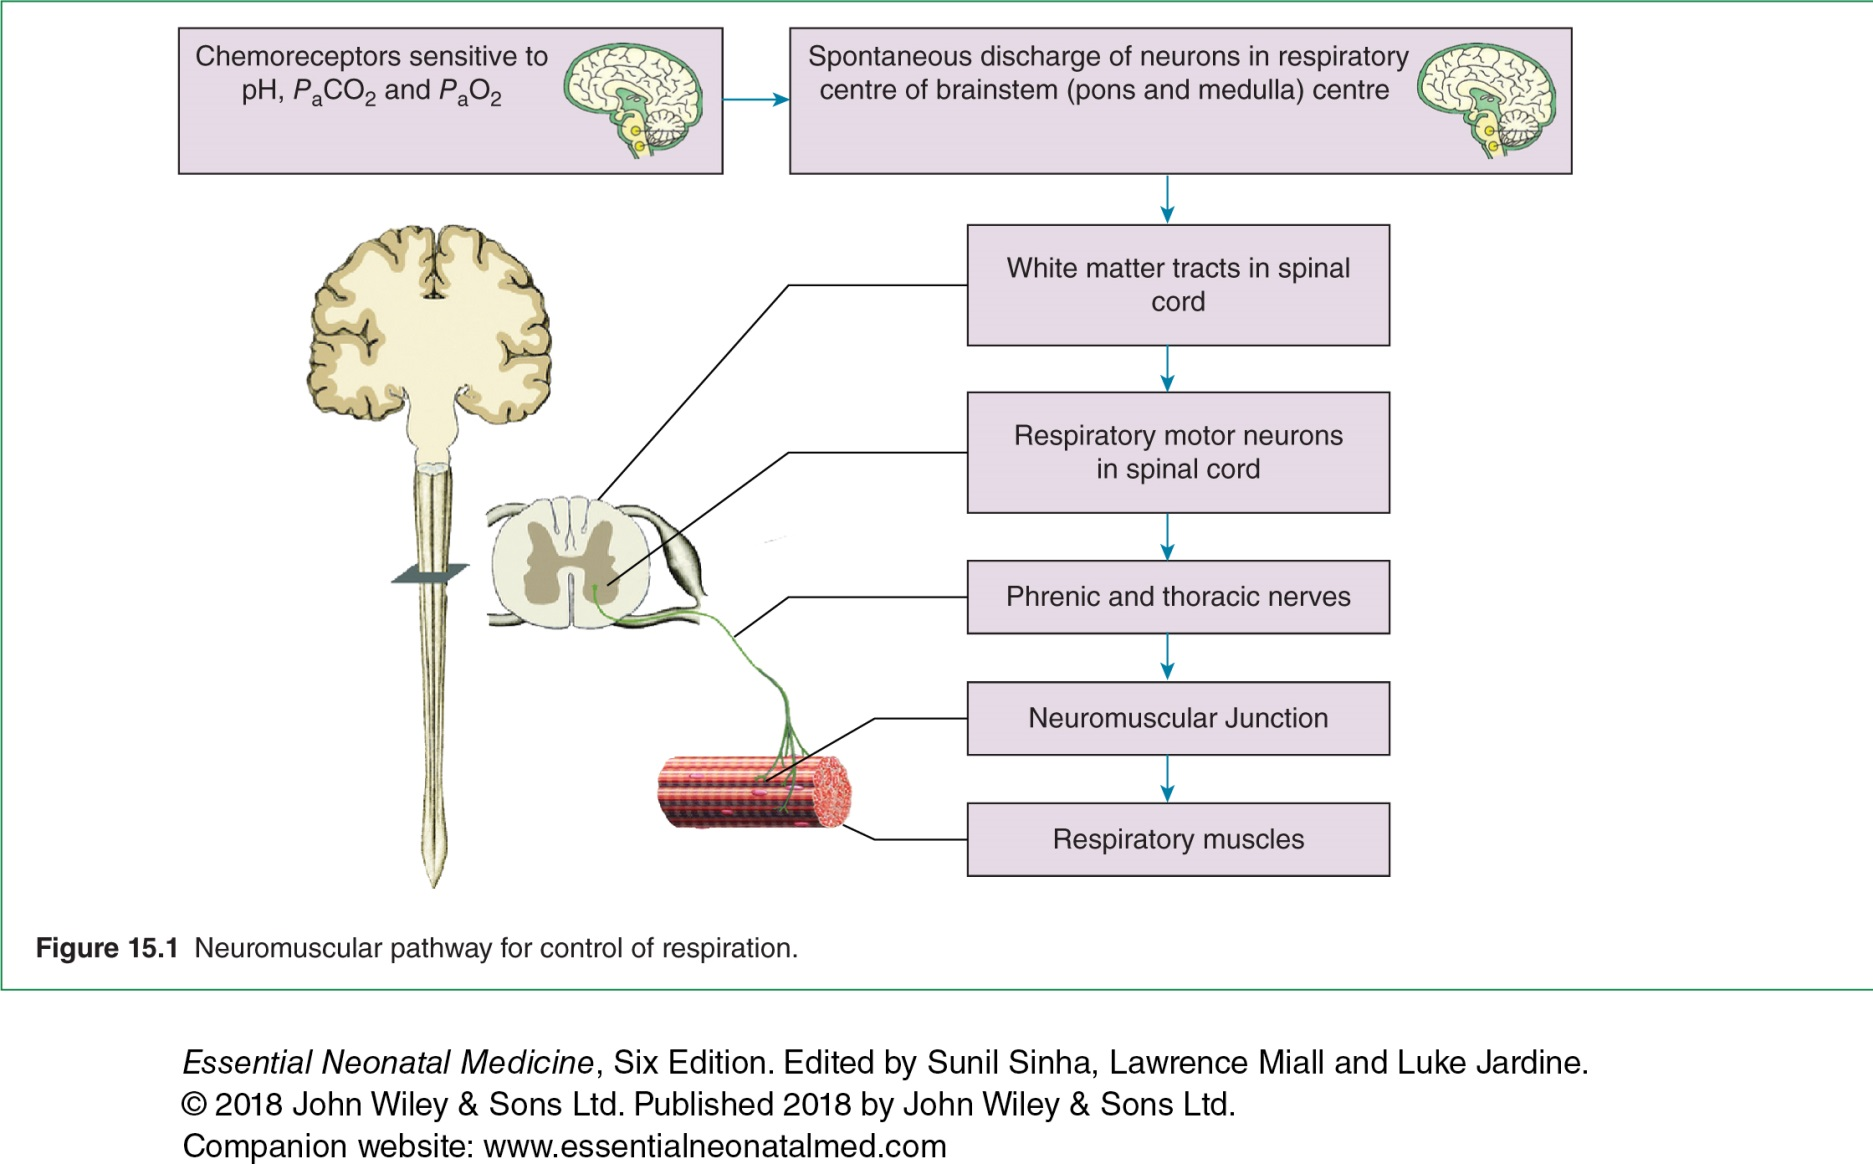 Chemoreceptors sensitive to
pH, PaCO2 and PaO2
Spontaneous discharge of neurons in respiratory
centre of brainstem (pons and medulla) centre
White matter tracts in spinal
cord
Respiratory motor neurons
in spinal cord
Phrenic and thoracic nerves
Neuromuscular Junction
Respiratory muscles
Figure 15.1 Neuromuscular pathway for control of respiration.
Essential Neonatal Medicine, Six Edition. Edited by Sunil Sinha, Lawrence Miall and Luke Jardine.
© 2018 John Wiley & Sons Ltd. Published 2018 by John Wiley & Sons Ltd.
Companion website: www.essentialneonatalmed.com